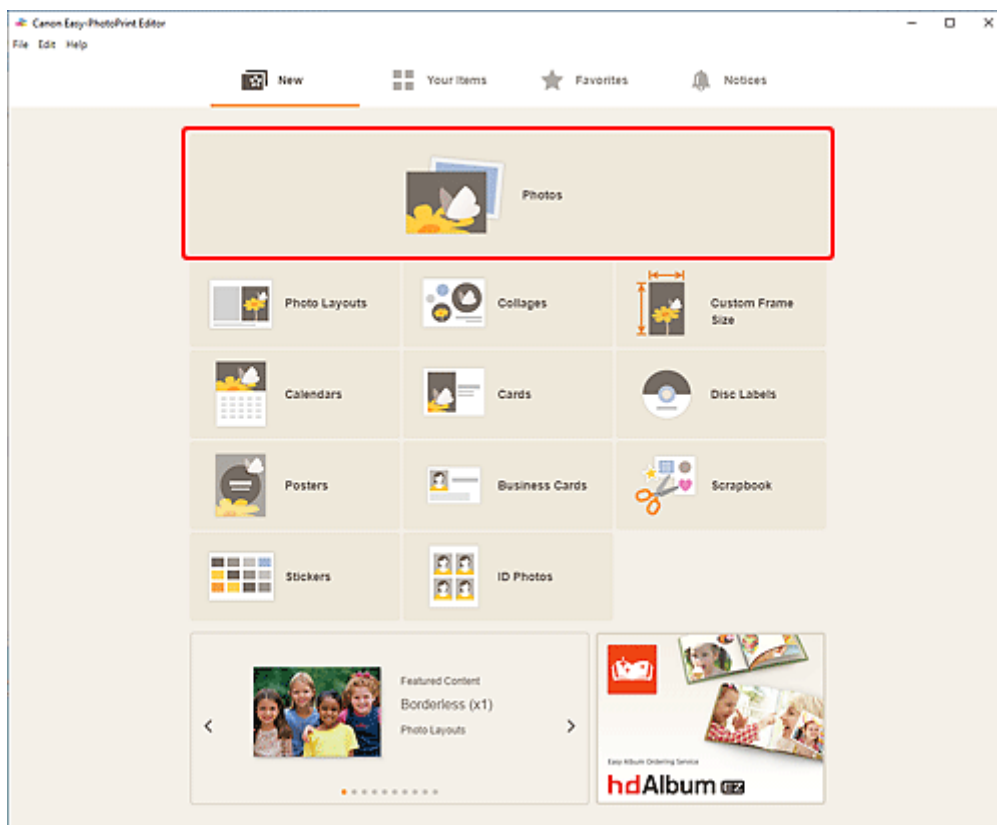 Canon Easy-PhotoPrint Editor
File Edit Help
New
Your Items
Favorites
Notices
Photos
Photo Layouts
Collages
Custom Frame
Size
Calendars
Cards
Disc Labels
Posters
Business Cards
Scrapbook
Stickers
ID Photos
Featured Content
Borderless (x1)
Photo Layouts
Easy Album Ordering Service
hdAlbum EZ